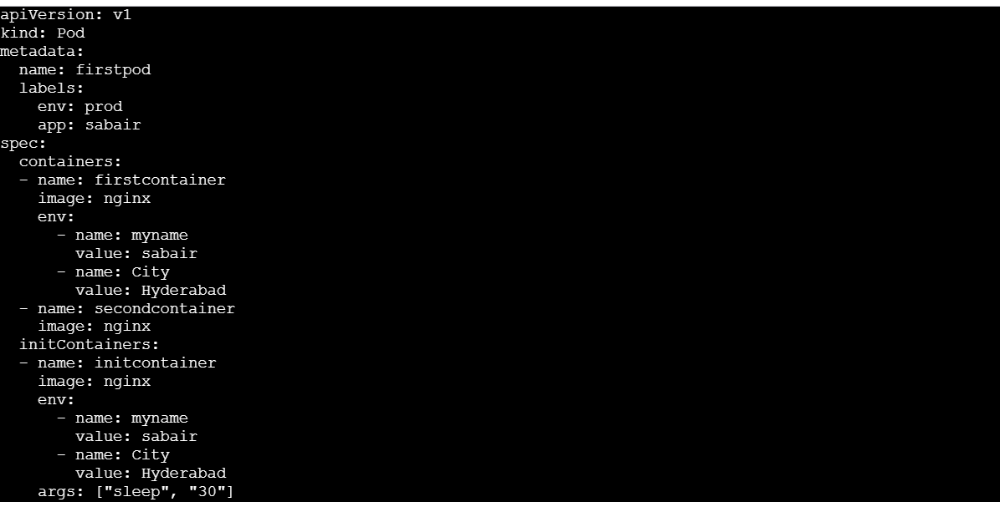 apiVersion: v1
kind: Pod
metadata:
  name: firstpod
  labels:
    env: prod
    app: sabair
spec:
  containers:
  - name: firstcontainer
    image: nginx
    env:
      - name: myname
        value: sabair
      - name: City
        value: Hyderabad
  - name: secondcontainer
    image: nginx
  initContainers:
  - name: initcontainer
    image: nginx
    env:
      - name: myname
        value: sabair
      - name: City
        value: Hyderabad
    args: ["sleep", "30"]